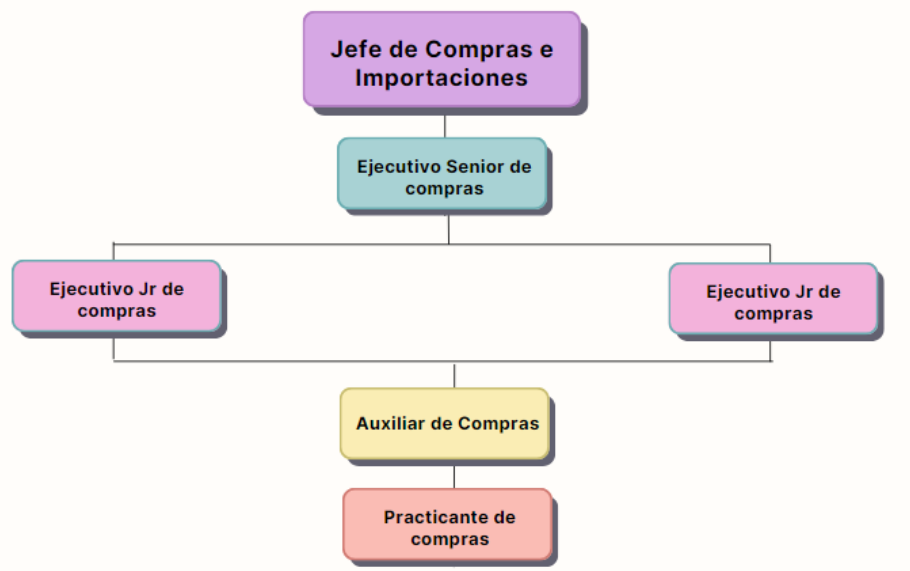 Jefe de Compras e
Importaciones
Ejecutivo Senior de
compras
Ejecutivo Jr de
compras
Ejecutivo Jr de
compras
Auxiliar de Compras
Practicante de
compras